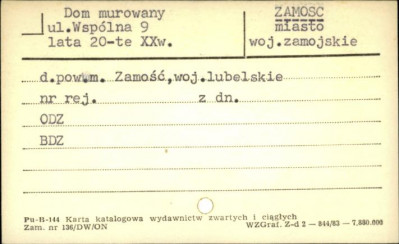 Dom murowany
ul.Wspólna 9
lata 20-te XXw.
ZAMOŚĆ
miasto
woj.zamojskie
d.pow.m. Zamość,woj.lubelskie
nr rej. z dn.
ODZ
BDZ
Pu-B-144 Karta katalogowa wydawnictw zwartych i ciągłych
Zam. nr 136/DW/ON WZGraf. Z-d 2 — 844/83 — 7,880.000